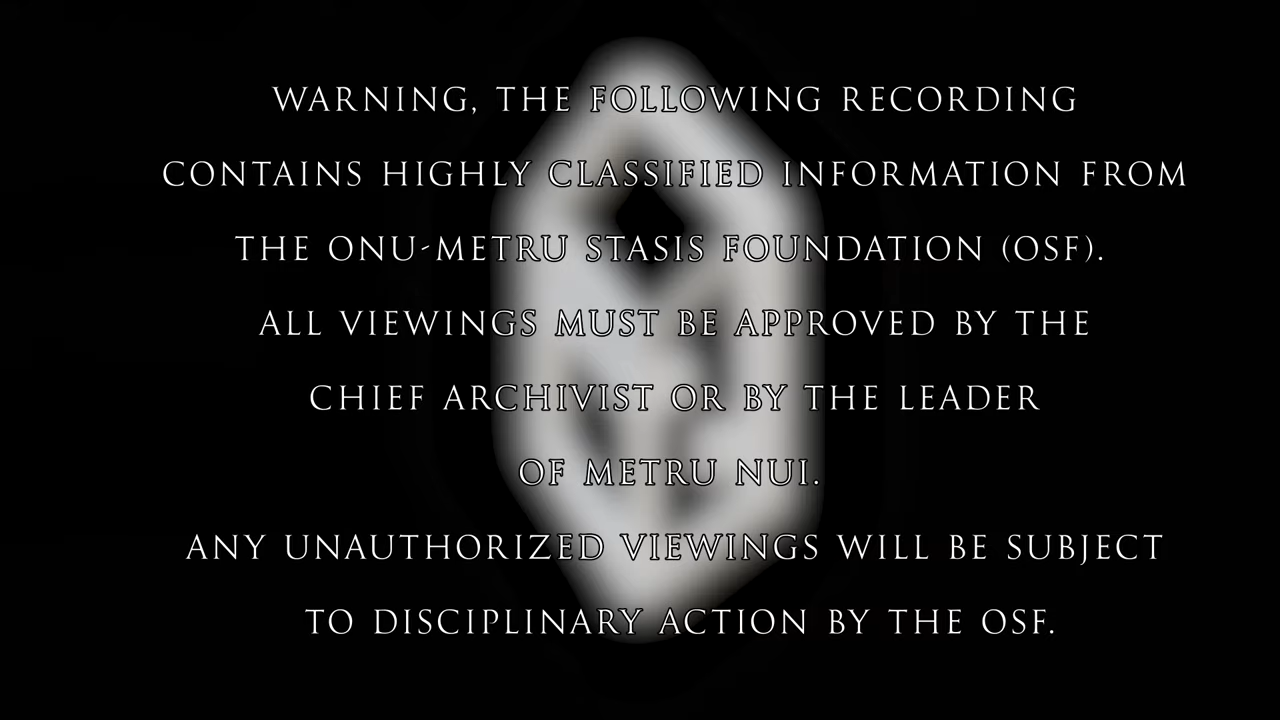 WARNING, THE FOLLOWING RECORDING
CONTAINS HIGHLY CLASSIFIED INFORMATION FROM
THE ONU-METRU STASIS FOUNDATION (OSF).
ALL VIEWINGS MUST BE APPROVED BY THE
CHIEF ARCHIVIST OR BY THE LEADER
OF METRU NUI.
ANY UNAUTHORIZED VIEWINGS WILL BE SUBJECT
TO DISCIPLINARY ACTION BY THE OSF.